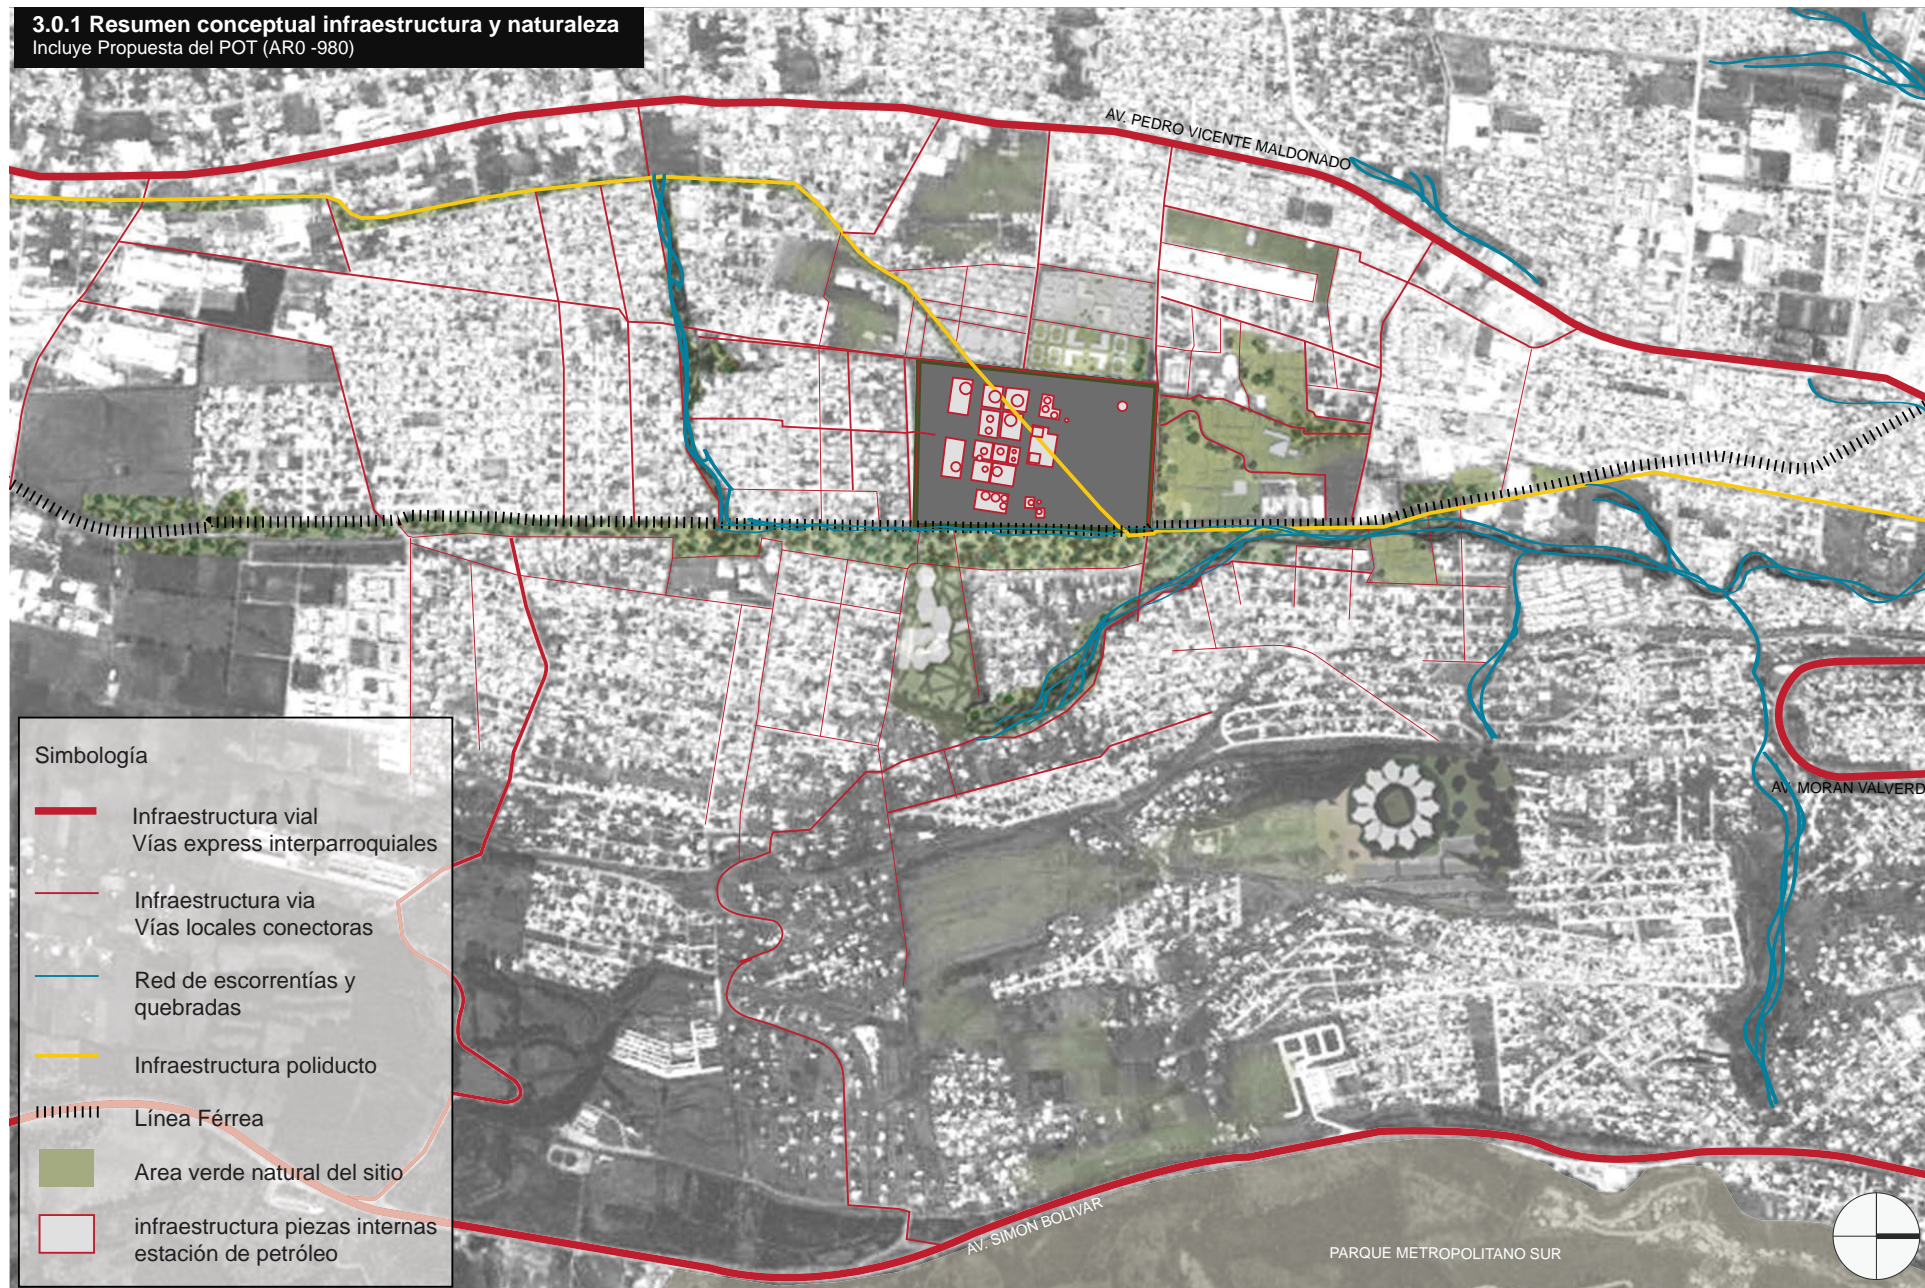 3.0.1 Resumen conceptual infraestructura y naturaleza
Incluye Propuesta del POT (AR0 -980)
AV. PEDRO VICENTE MALDONADO
Simbología
Infraestructura vial
Vías express interparroquiales
Infraestructura via
Vías locales conectoras
Red de escorrentías y
quebradas
Infraestructura poliducto
Línea Férrea
Area verde natural del sitio
infraestructura piezas internas
estación de petróleo
AV. MORAN VALVERD
AV. SIMON BOLIVAR
PARQUE METROPOLITANO SUR